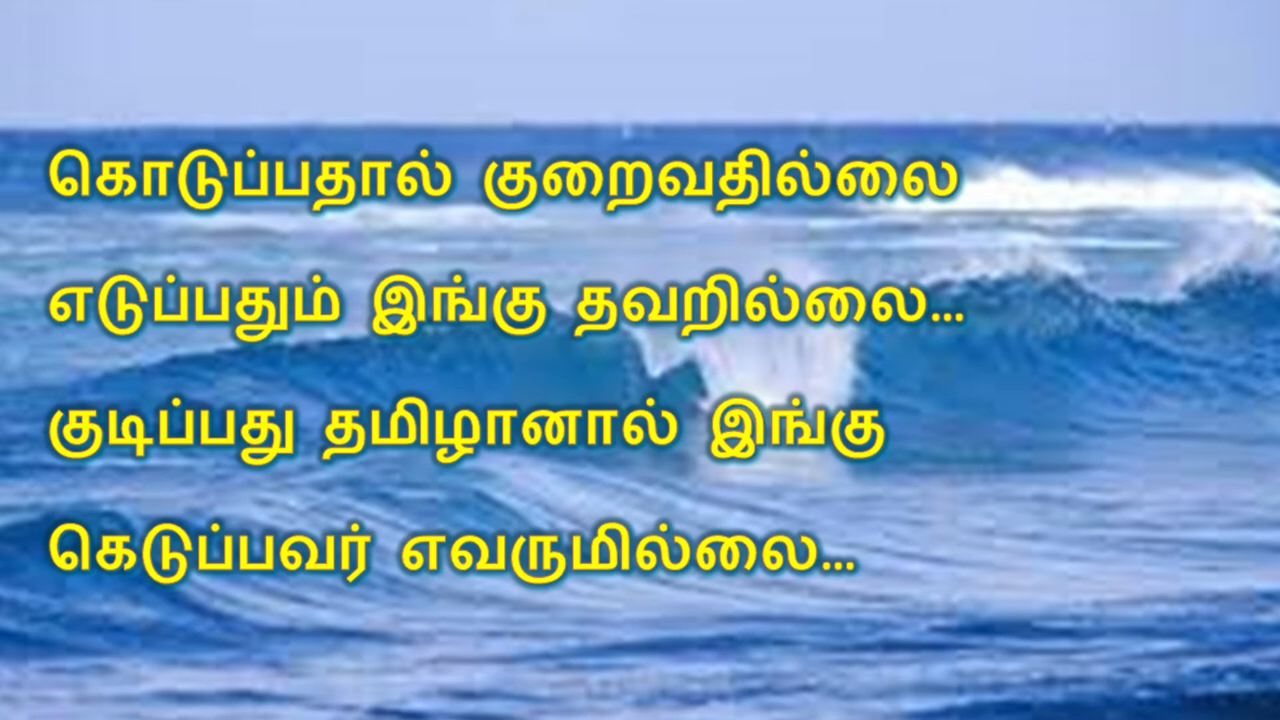 கொடுப்பதால் குறைவதில்லை
எடுப்பதும் இங்கு தவறில்லை...
குடிப்பது தமிழானால் இங்கு
கெடுப்பவர் எவருமில்லை...